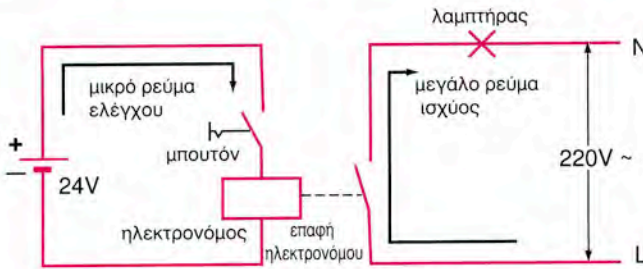 λαμπτήρας
N
μικρό ρεύμα
ελέγχου
μεγάλο ρεύμα
ισχύος
+
μπουτόν
220V ~
—
24V
ηλεκτρονόμος
επαφή
ηλεκτρονόμου
L